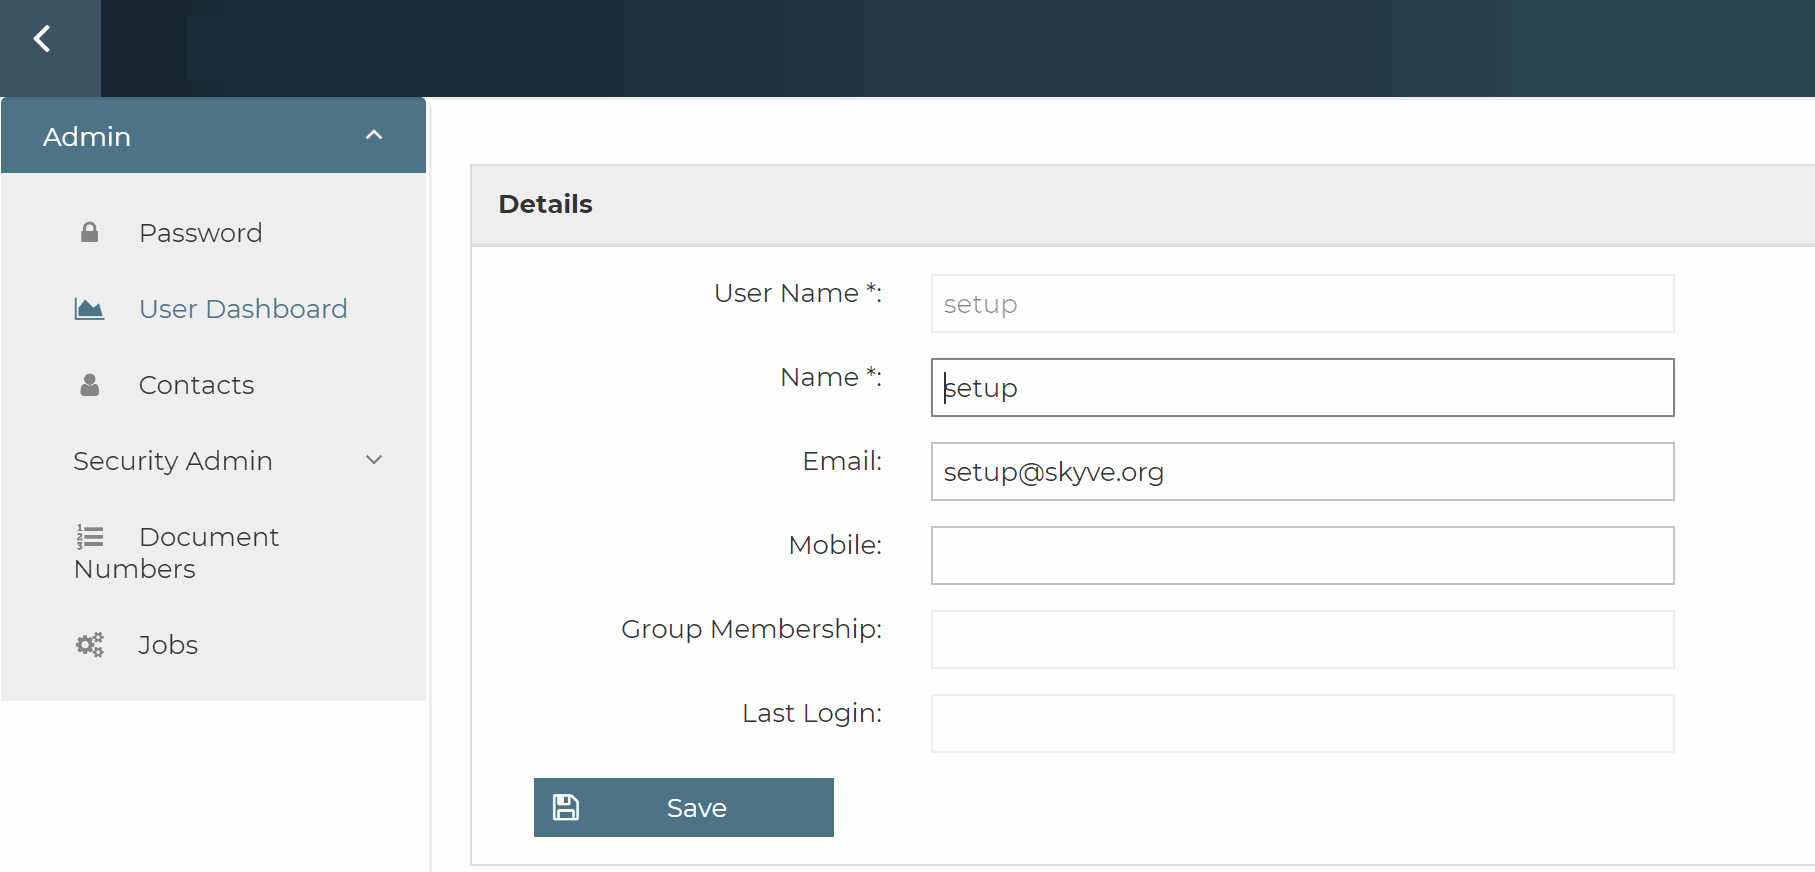 Admin
Password
User Dashboard
Contacts
Security Admin
Document
Numbers
Jobs
Details
User Name *:
setup
Name *:
setup
Email:
setup@skyve.org
Mobile:
Group Membership:
Last Login:
Save